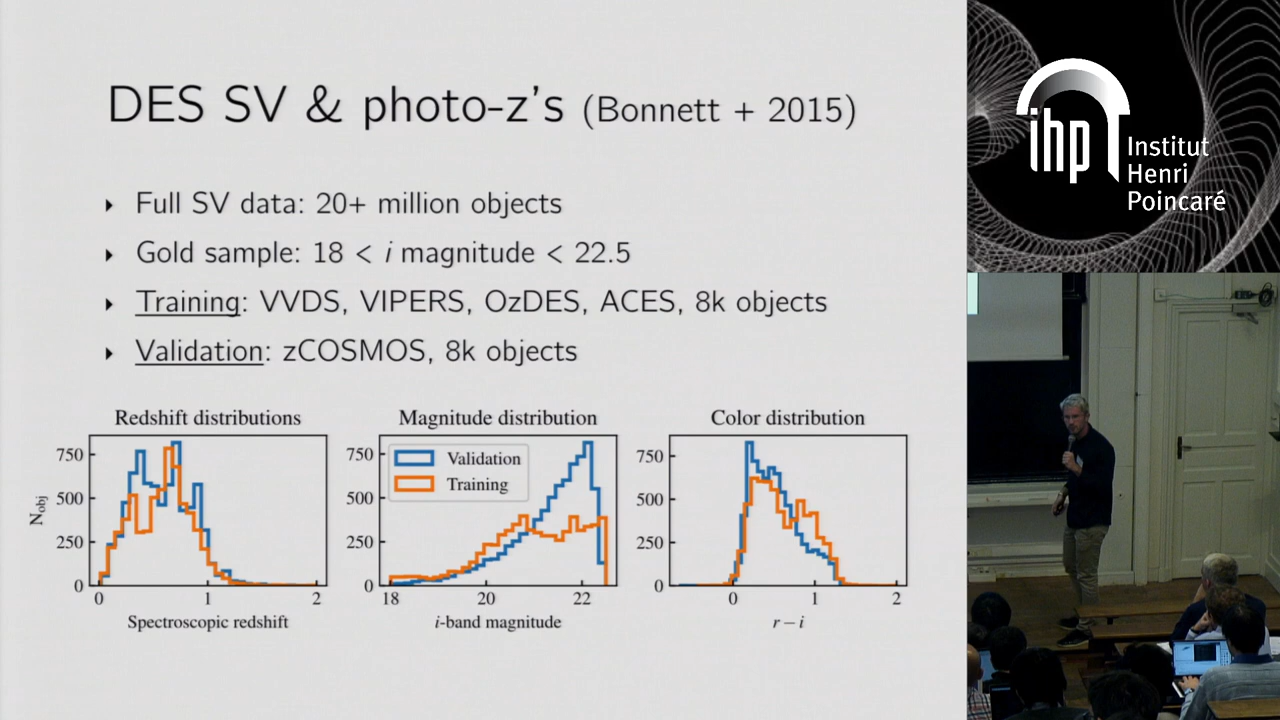 DES SV & photo-z's (Bonnett + 2015)
Full SV data: 20+ million objects
Gold sample: 18 < i magnitude < 22.5
Training: VVDS, VIPERS, OzDES, ACES, 8k objects
Validation: zCOSMOS, 8k objects
Redshift distributions
750
500
250
0
N_obj
0 1 2
Spectroscopic redshift
Magnitude distribution
Validation
Training
750
500
250
0
18 20 22
i-band magnitude
Color distribution
750
500
250
0
0 1 2
r – i
ihp
Institut
Henri
Poincaré